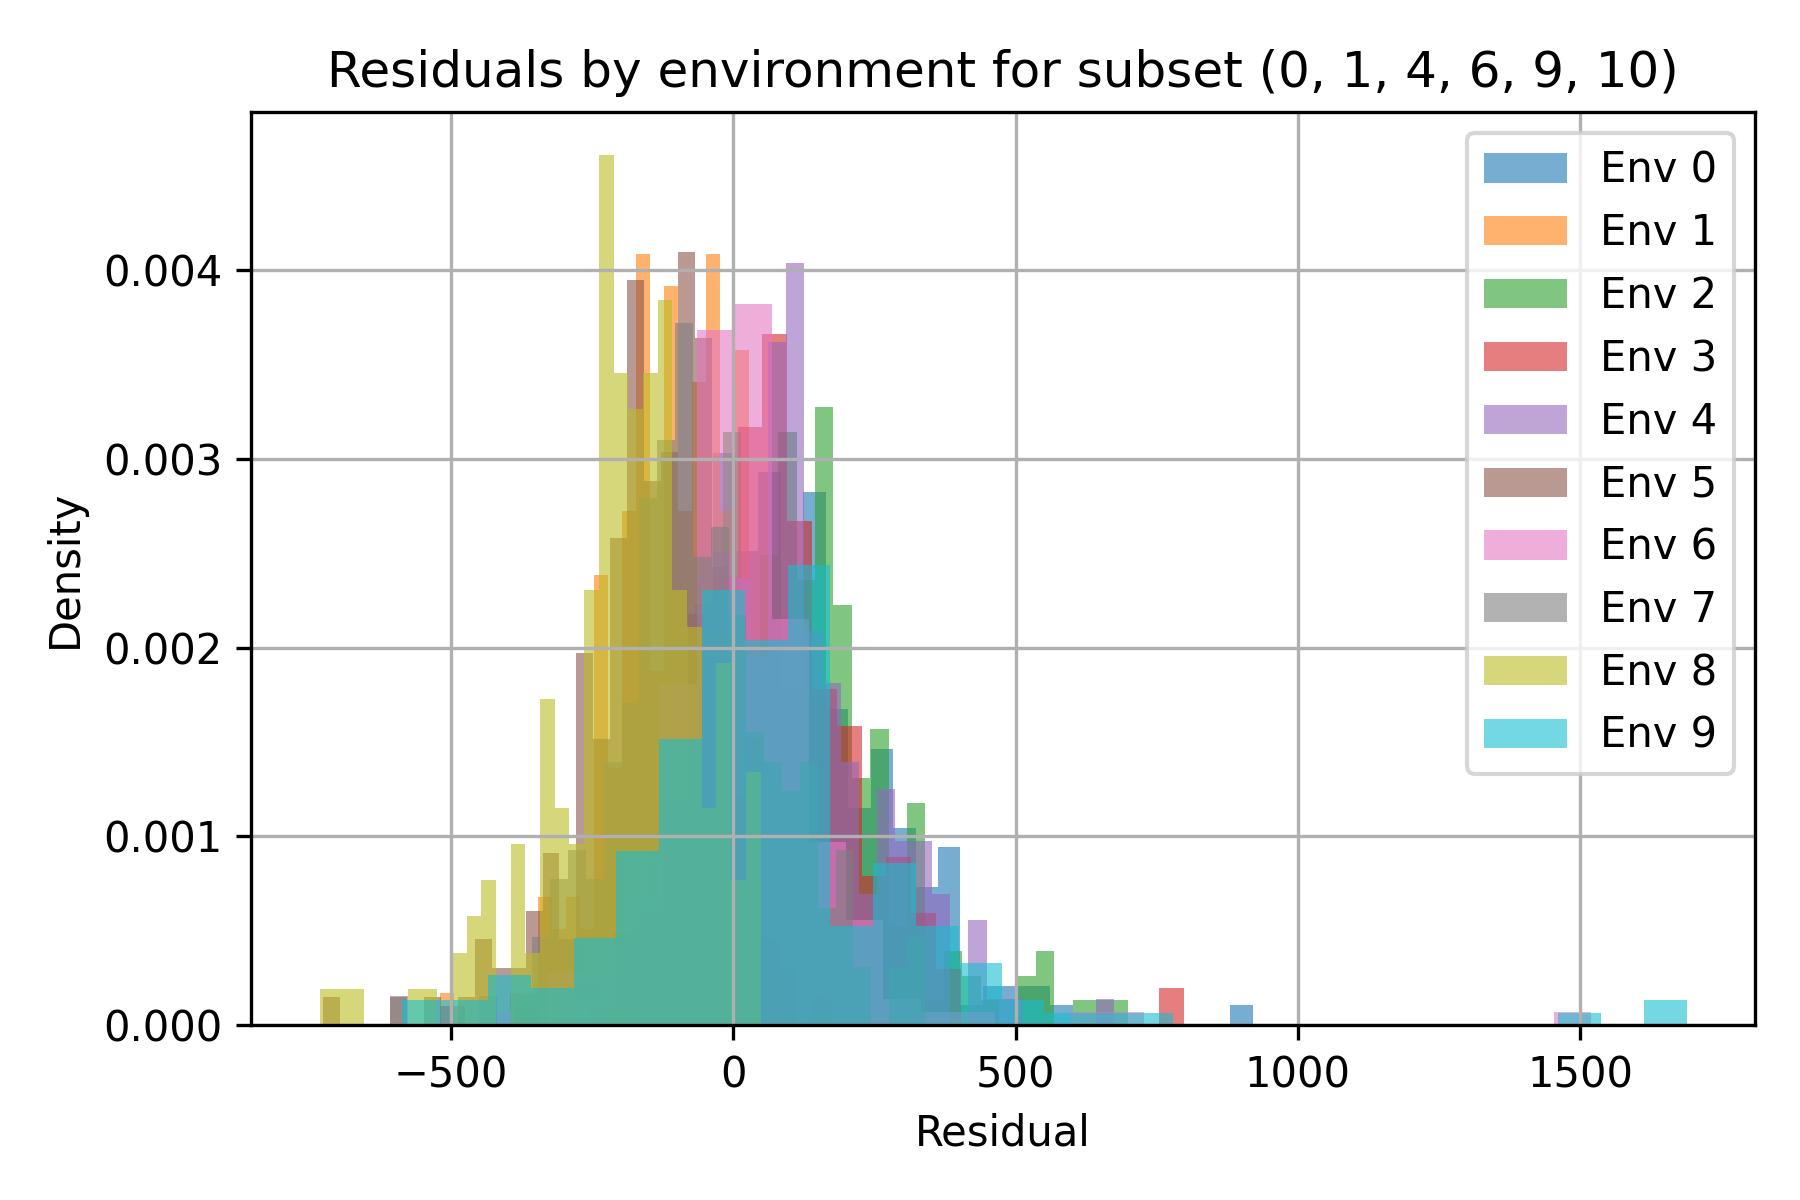 Residuals by environment for subset (0, 1, 4, 6, 9, 10)
Density
0.004
0.003
0.002
0.001
0.000
−500
0
500
1000
1500
Residual
Env 0
Env 1
Env 2
Env 3
Env 4
Env 5
Env 6
Env 7
Env 8
Env 9